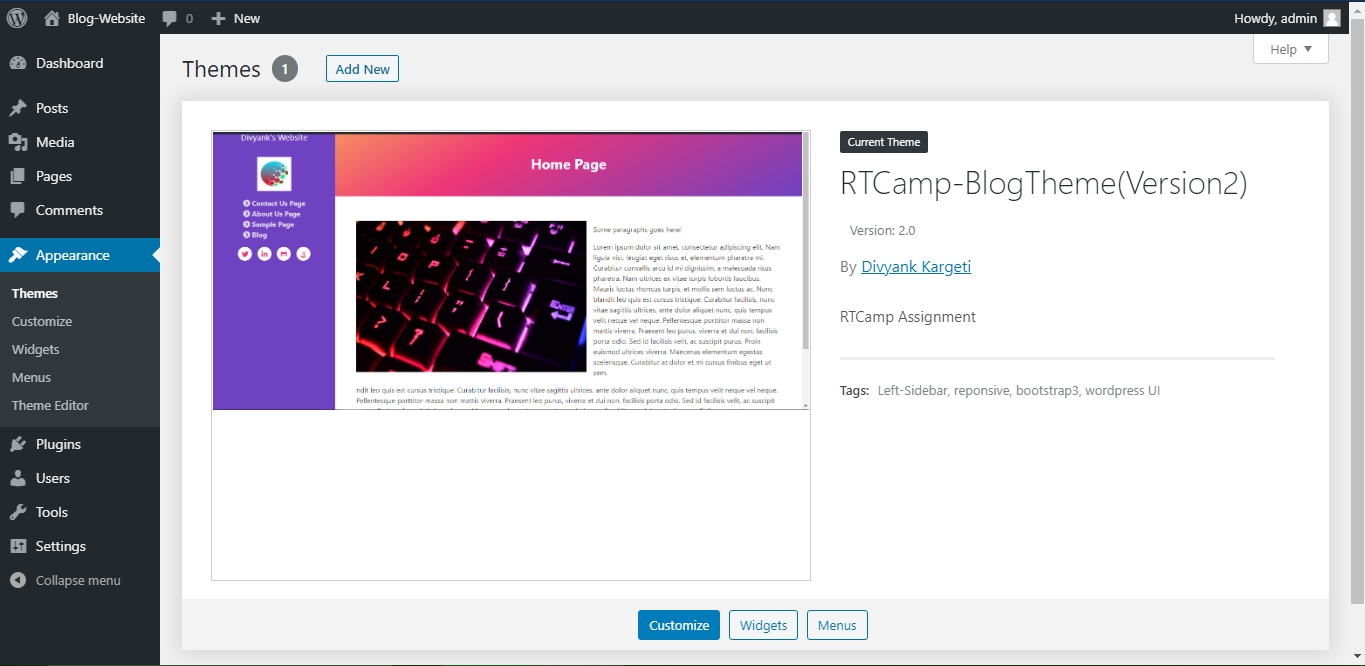 Blog-Website 0 New
Howdy, admin
Dashboard
Posts
Media
Pages
Comments
Appearance
Themes
Customize
Widgets
Menus
Theme Editor
Plugins
Users
Tools
Settings
Collapse menu
Help
Themes 1 Add New
Divyank's Website
Contact Us Page
About Us Page
Sample Page
Blog
Home Page
ENTER
Some paragraphs goes here!
Lorem ipsum dolor sit amet, consectetur adipiscing elit. Nam
ligula nisi, feugiat eget risus et, elementum pharetra mi.
Curabitur convallis arcu id mi dignissim, a malesuada risus
pharetra. Nam ultrices ex vitae turpis lobortis faucibus.
Mauris luctus rhoncus turpis, et mollis sem luctus ac. Nunc
blandit leo quis est cursus tristique. Curabitur facilisis, nunc
vitae sagittis ultrices, ante dolor aliquet nunc, quis tempus
velit neque vel neque. Pellentesque porttitor massa non
mattis viverra. Praesent leo purus, viverra et dui non, facilisis
porta odio. Sed id facilisis velit, ac suscipit purus. Proin
euismod ultrices viverra. Maecenas elementum egestas
scelerisque. Curabitur at dolor et mi cursus finibus eget ut
sem.
ndit leo quis est cursus tristique. Curabitur facilisis, nunc vitae sagittis ultrices, ante dolor aliquet nunc, quis tempus velit neque vel neque.
Pellentesque porttitor massa non mattis viverra. Praesent leo purus, viverra et dui non, facilisis porta odio. Sed id facilisis velit, ac suscipit
Current Theme
RTCamp-BlogTheme(Version2)
Version: 2.0
By Divyank Kargeti
RTCamp Assignment
Tags: Left-Sidebar, reponsive, bootstrap3, wordpress UI
Customize Widgets Menus